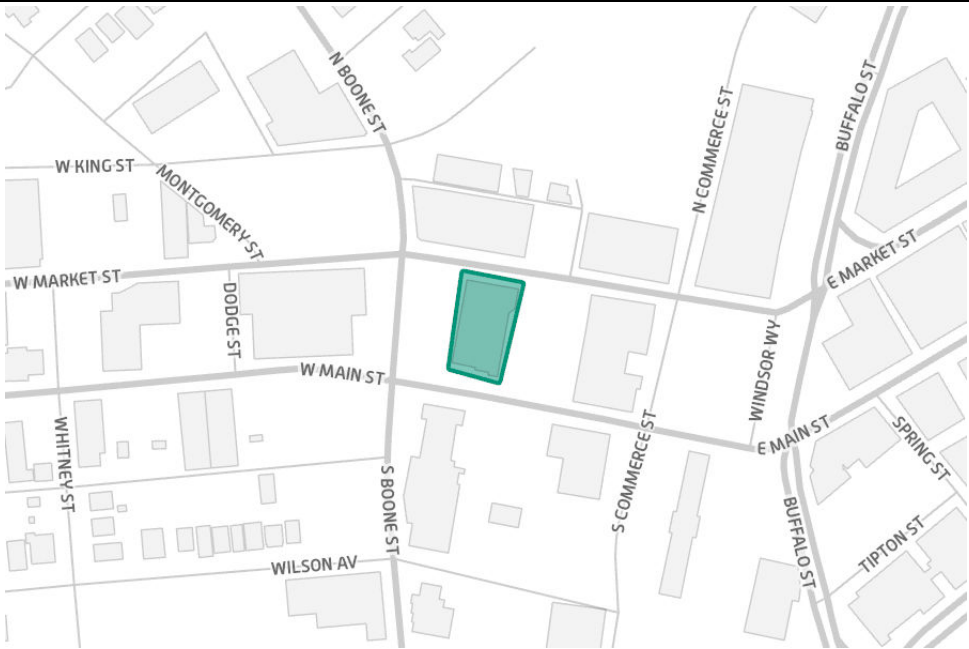 N BOONE ST
BUFFALO ST
N COMMERCE ST
W KING ST
MONTGOMERY ST
E MARKET ST
W MARKET ST
DODGE ST
WINDSOR WY
W MAIN ST
E MAIN ST
WHITNEY ST
SPRING ST
S COMMERCE ST
S BOONE ST
BUFFALO ST
TIPTON ST
WILSON AV